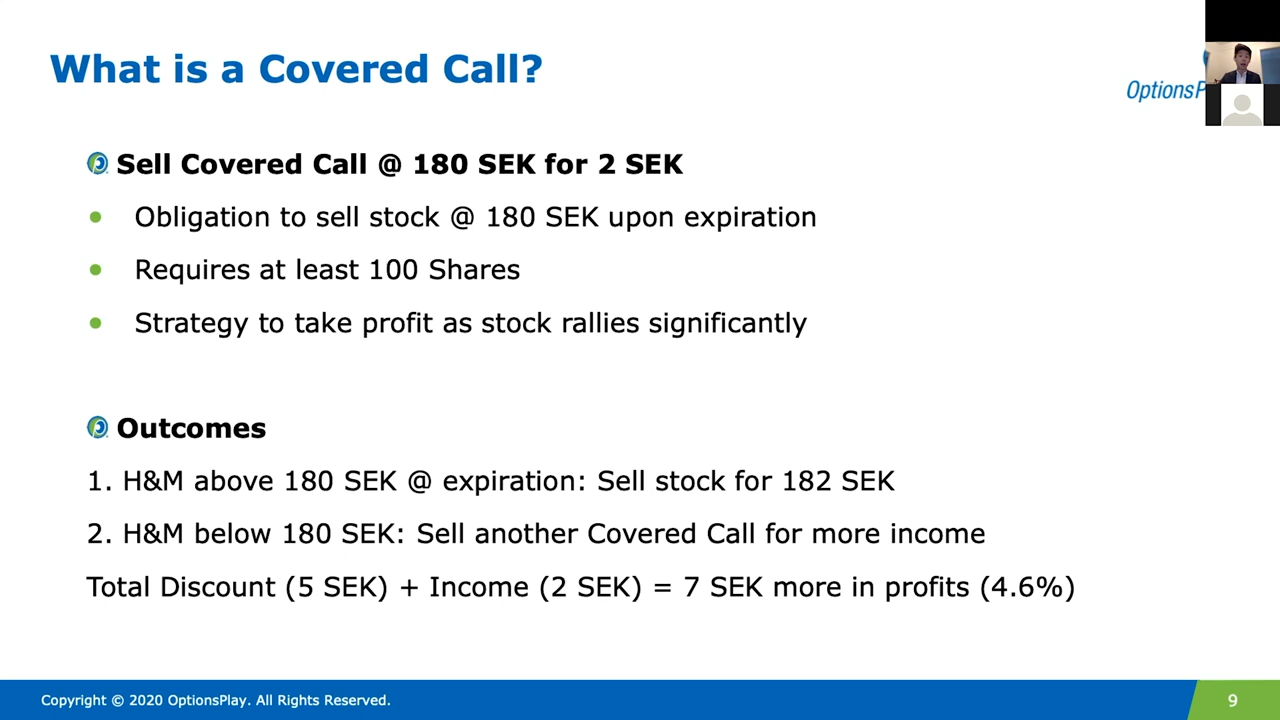 What is a Covered Call?
OptionsP
Sell Covered Call @ 180 SEK for 2 SEK
Obligation to sell stock @ 180 SEK upon expiration
Requires at least 100 Shares
Strategy to take profit as stock rallies significantly
Outcomes
1. H&M above 180 SEK @ expiration: Sell stock for 182 SEK
2. H&M below 180 SEK: Sell another Covered Call for more income
Total Discount (5 SEK) + Income (2 SEK) = 7 SEK more in profits (4.6%)
Copyright © 2020 OptionsPlay. All Rights Reserved.
9